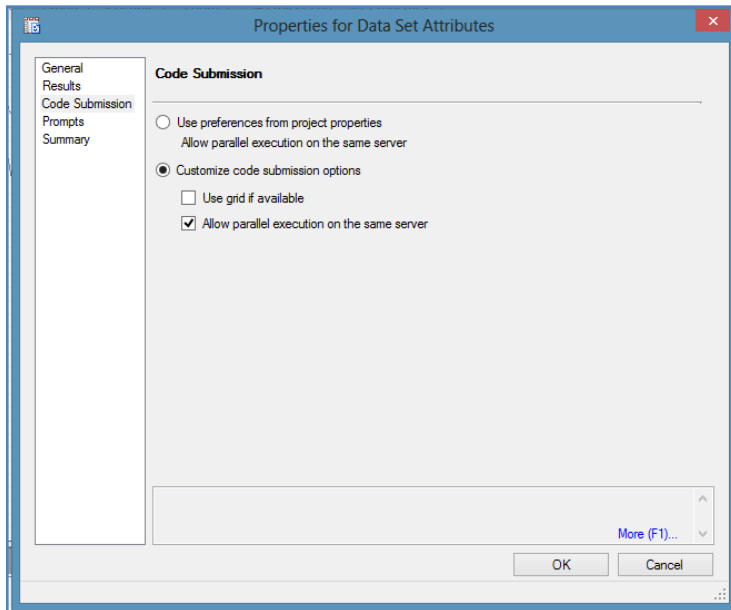 Properties for Data Set Attributes
General
Results
Code Submission
Prompts
Summary
Code Submission
Use preferences from project properties
Allow parallel execution on the same server
Customize code submission options
Use grid if available
Allow parallel execution on the same server
More (F1)...
OK
Cancel